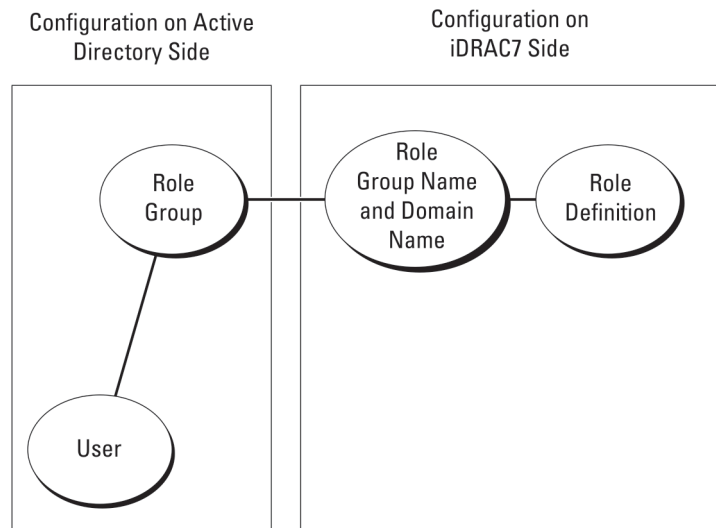 Configuration on Active
Directory Side
Configuration on
iDRAC7 Side
Role
Group
Role
Group Name
and Domain
Name
Role
Definition
User